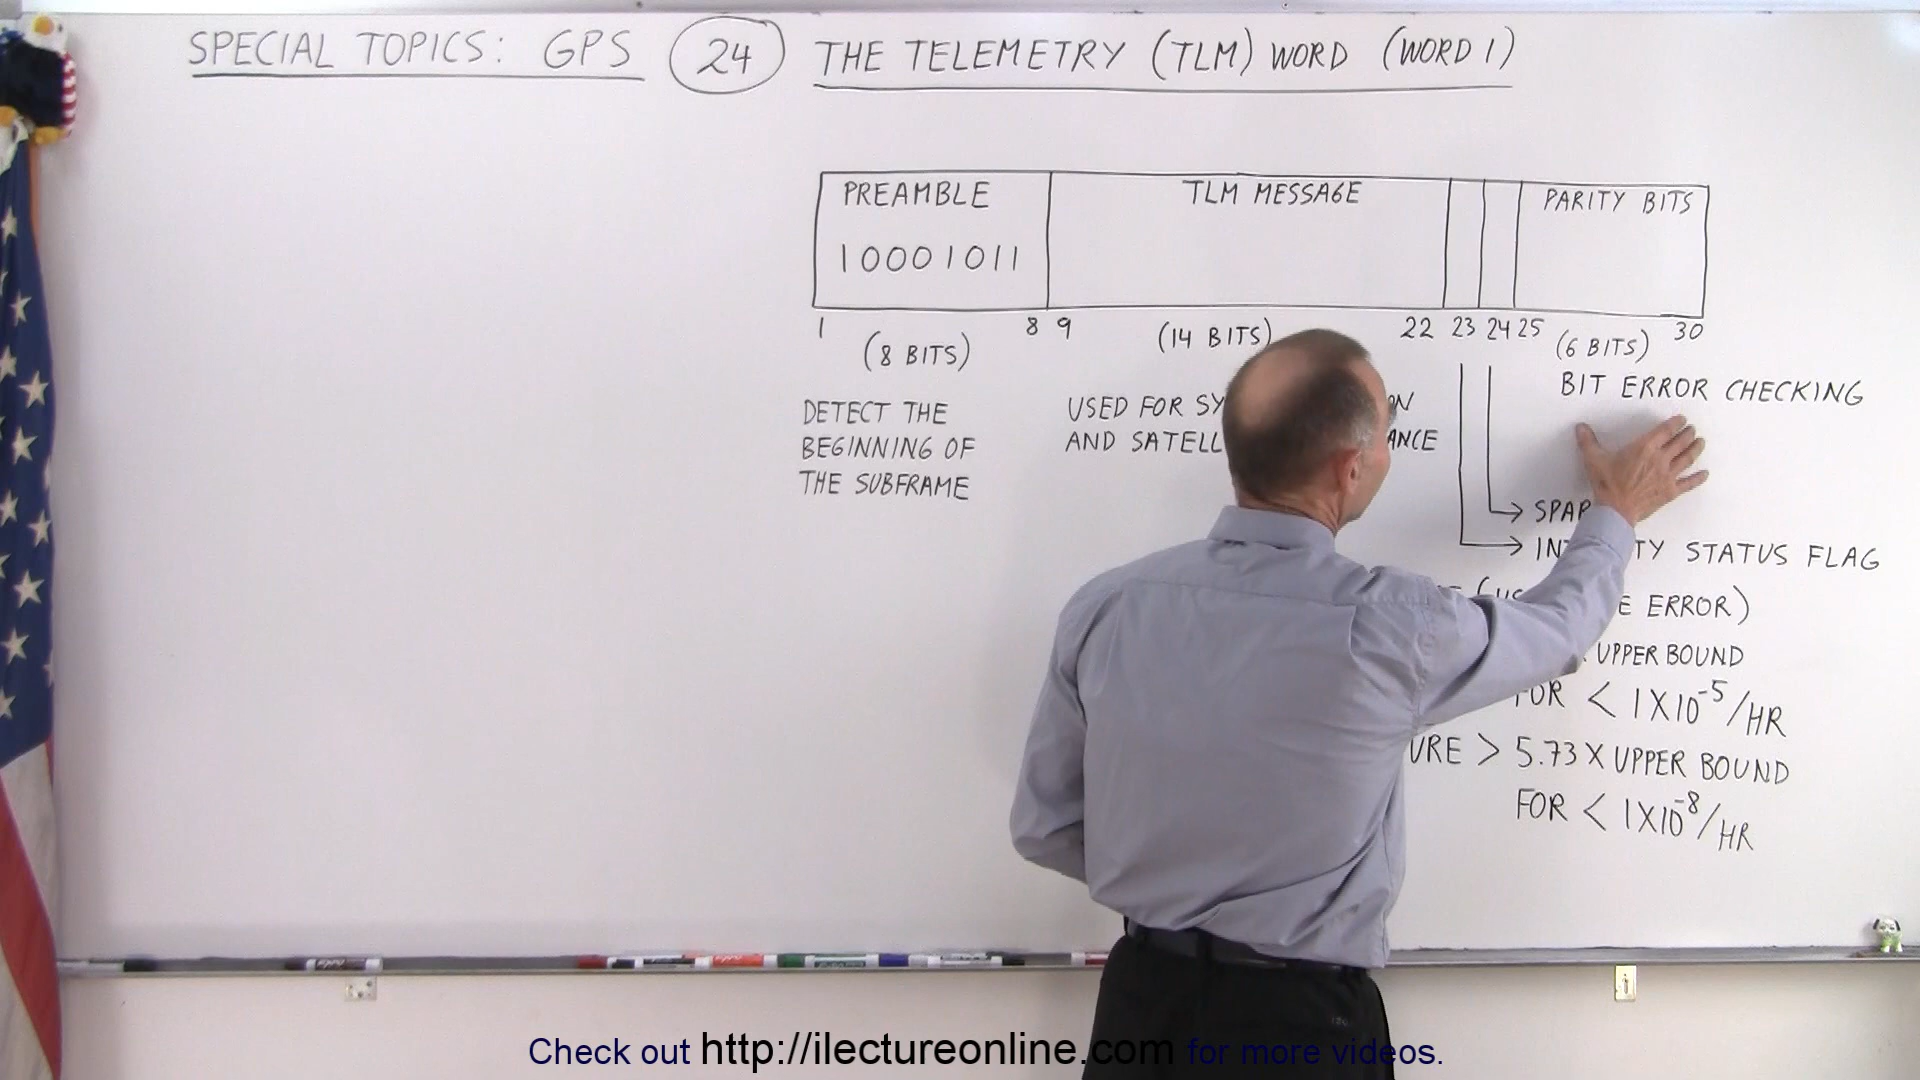 SPECIAL TOPICS: GPS 24 THE TELEMETRY (TLM) WORD (WORD 1)
PREAMBLE TLM MESSAGE PARITY BITS
10001011
1 8 9 22 23 24 25 30
(8 BITS) (14 BITS) (6 BITS)
BIT ERROR CHECKING
DETECT THE
BEGINNING OF
THE SUBFRAME
USED FOR
AND
SPAR
STATUS FLAG
ERROR)
UPPER BOUND
FOR < 1X10⁻⁵/HR
URE > 5.73 X UPPER BOUND
FOR < 1X10⁻⁸/HR
Check out http://ilectureonline.com for more videos.